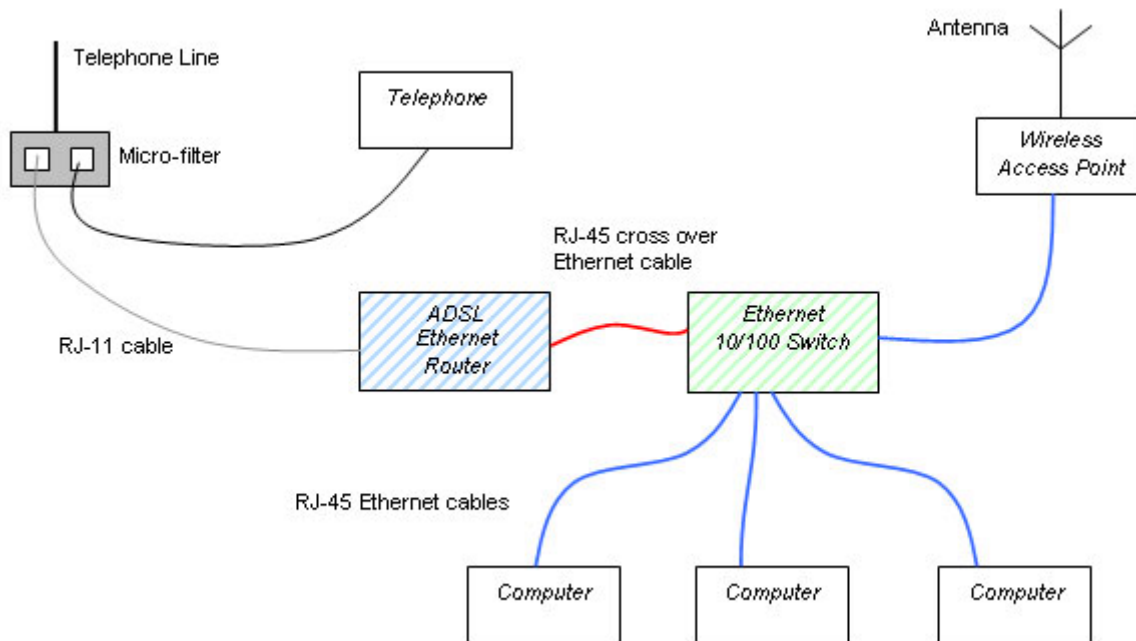 Antenna
Telephone Line
Telephone
Micro-filter
Wireless
Access Point
RJ-45 cross over
Ethernet cable
ADSL
Ethernet
Router
Ethernet
10/100 Switch
RJ-11 cable
RJ-45 Ethernet cables
Computer
Computer
Computer